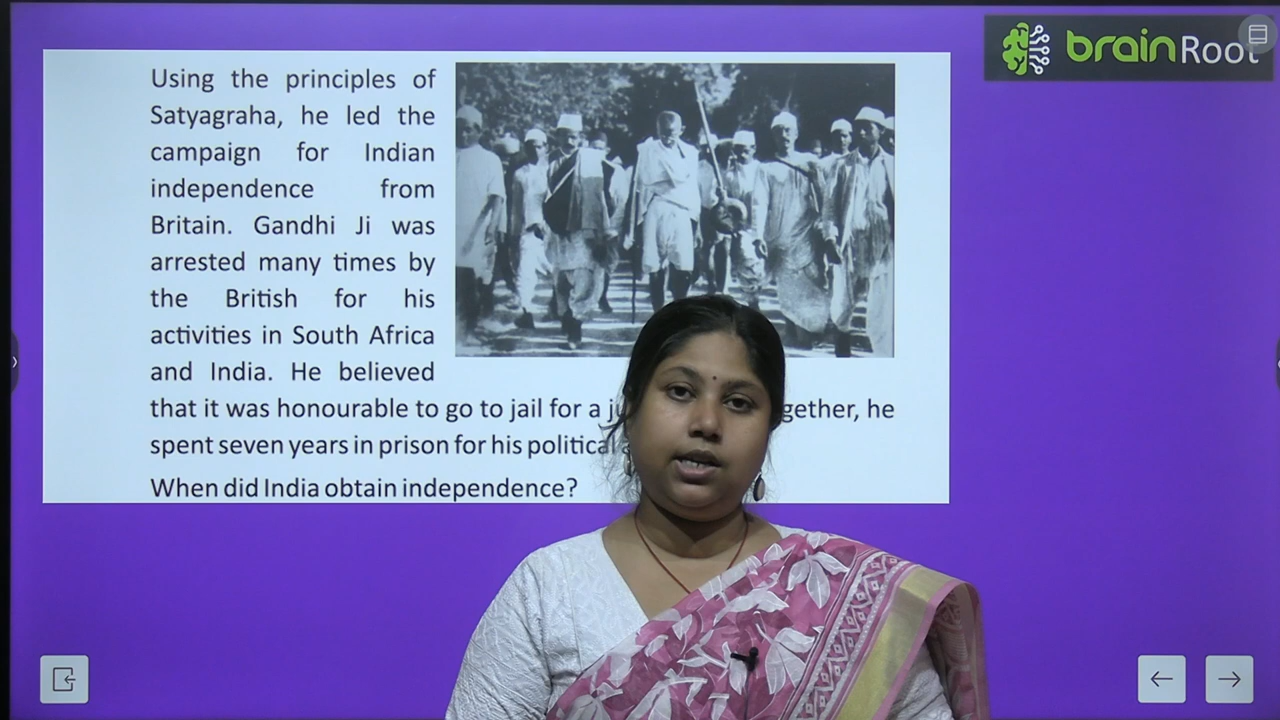 brainRoot
Using the principles of
Satyagraha, he led the
campaign for Indian
independence from
Britain. Gandhi Ji was
arrested many times by
the British for his
activities in South Africa
and India. He believed
that it was honourable to go to jail for a gether, he
spent seven years in prison for his political
When did India obtain independence?